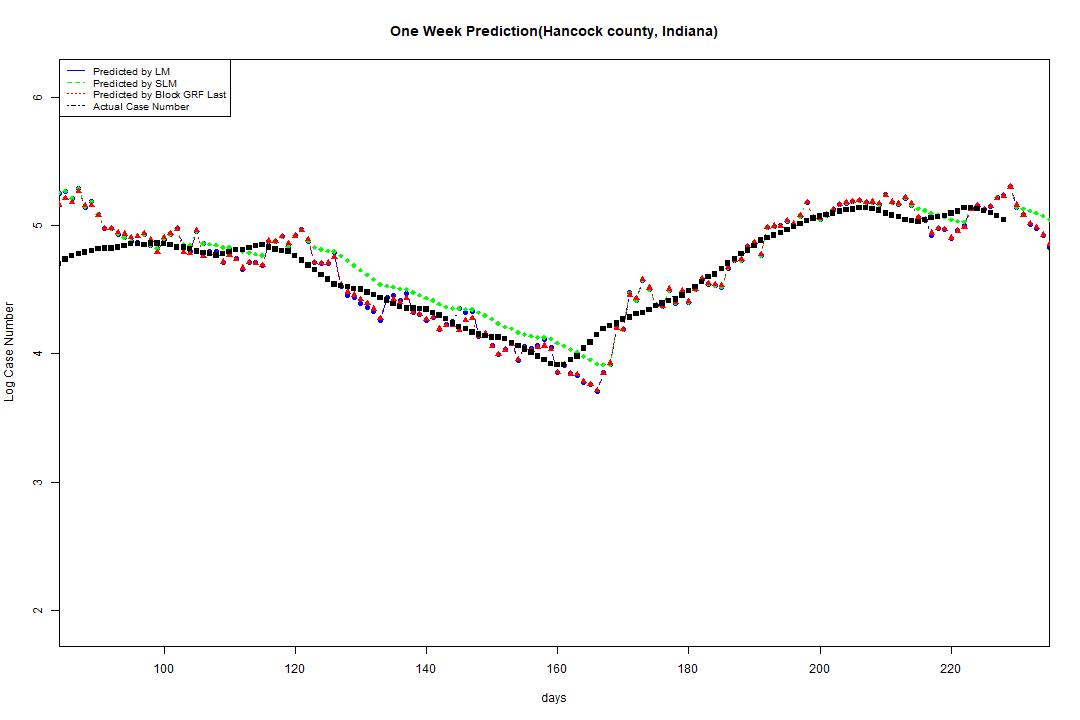 One Week Prediction(Hancock county, Indiana)
Predicted by LM
Predicted by SLM
Predicted by Block GRF Last
Actual Case Number
6
5
4
3
2
Log Case Number
100 120 140 160 180 200 220
days